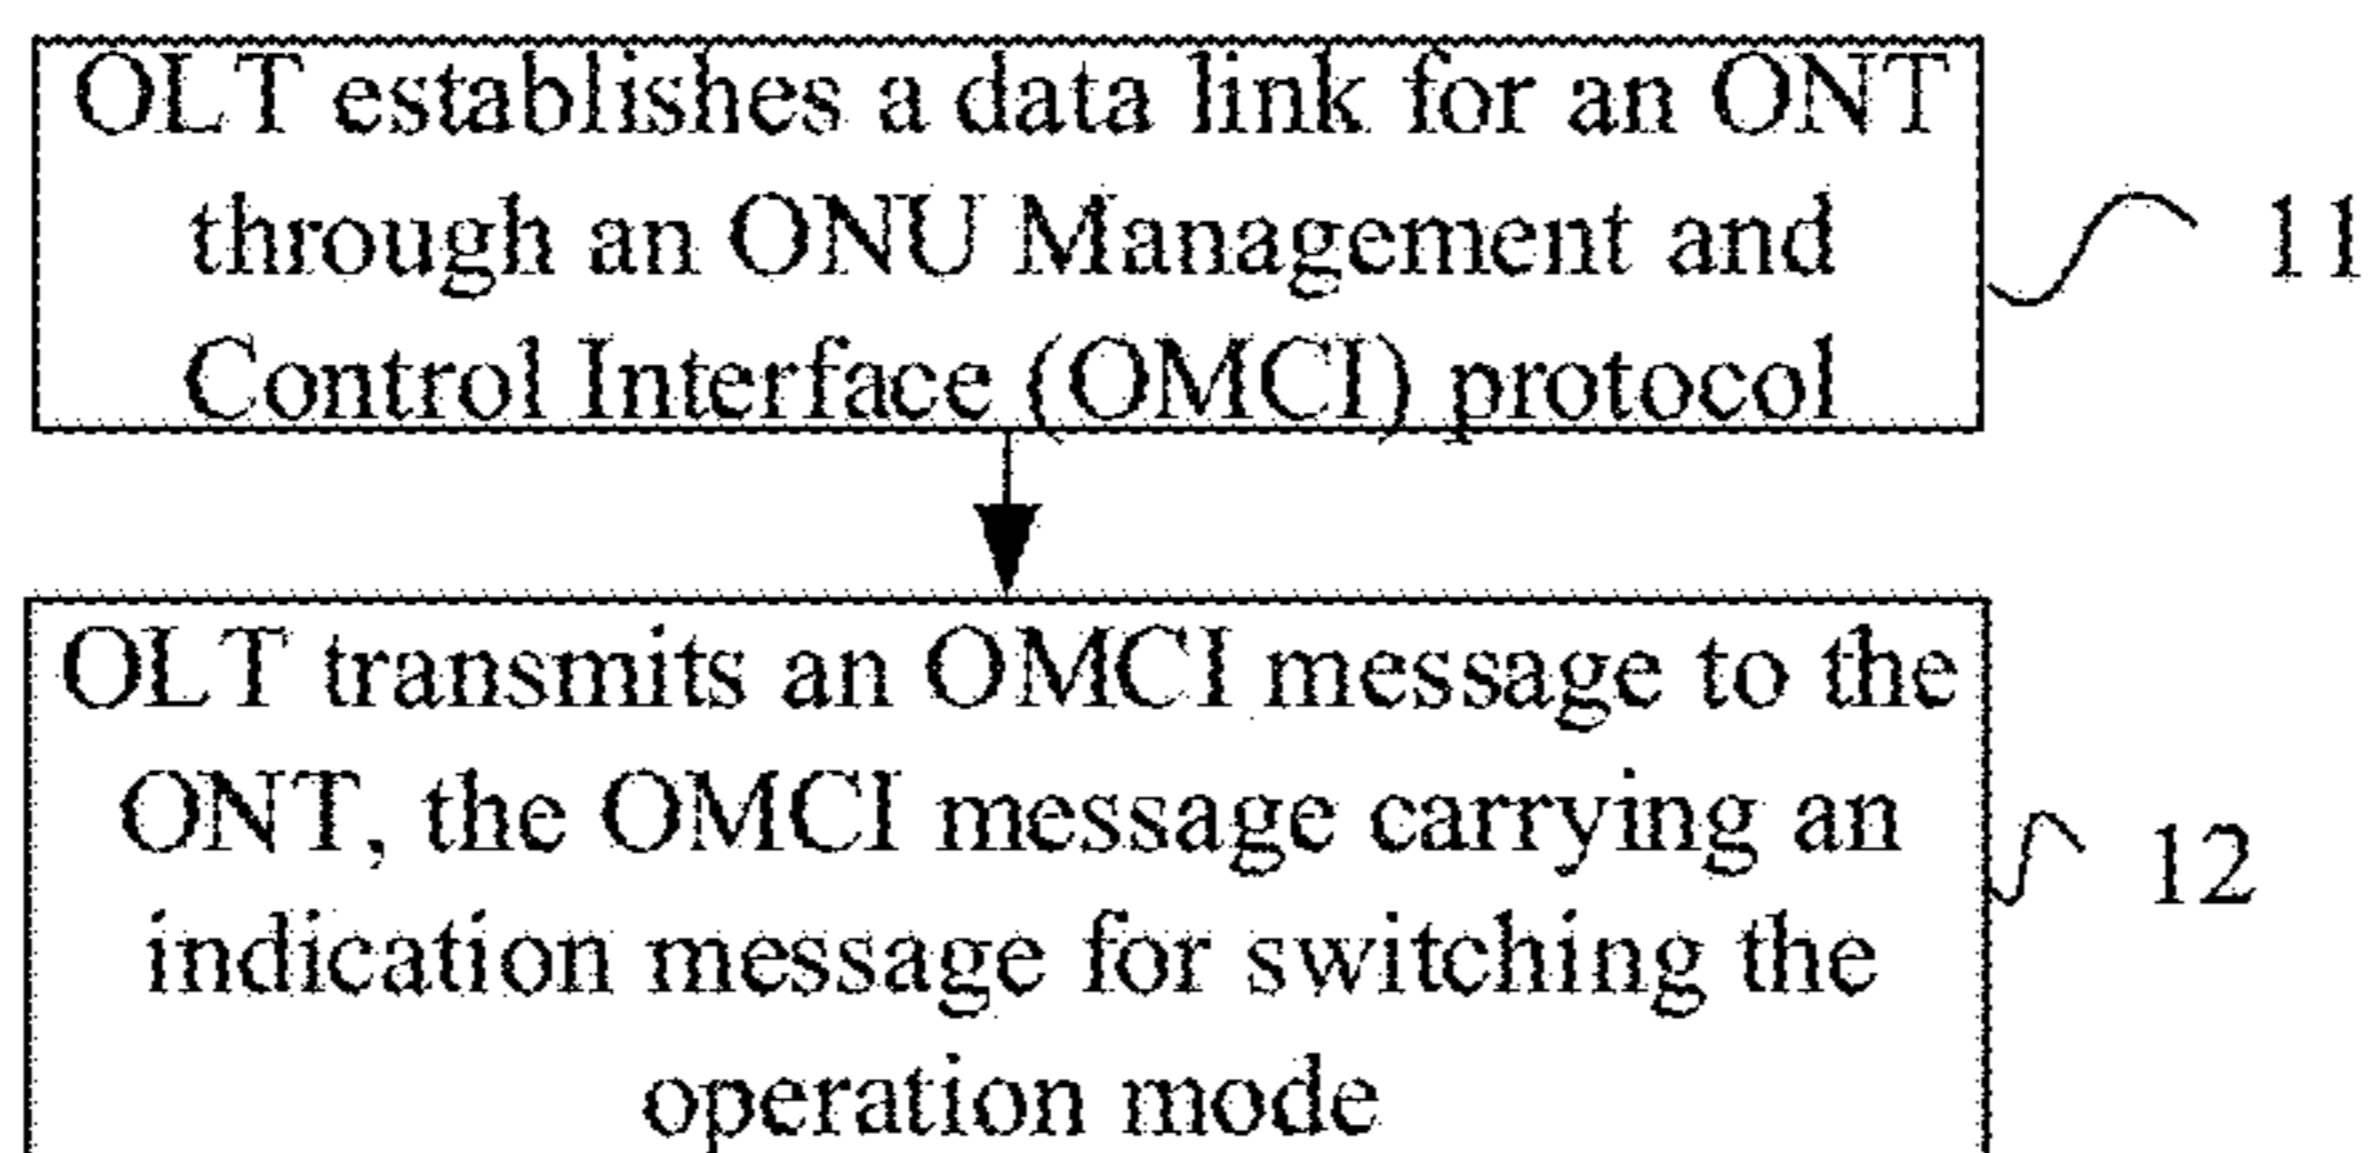 OLT establishes a data link for an ONT
through an ONU Management and
Control Interface (OMCI) protocol
11
OLT transmits an OMCI message to the
ONT, the OMCI message carrying an
indication message for switching the
operation mode
12